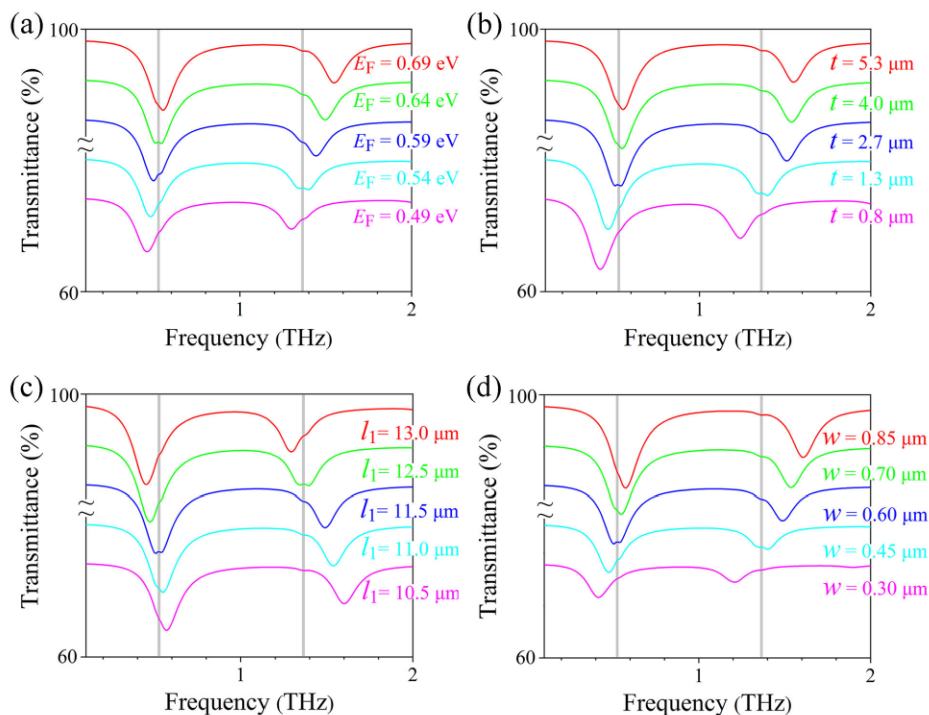 (a)
100
E_F = 0.69 eV
E_F = 0.64 eV
E_F = 0.59 eV
E_F = 0.54 eV
E_F = 0.49 eV
60
1
2
Transmittance (%)
Frequency (THz)
(b)
100
t = 5.3 μm
t = 4.0 μm
t = 2.7 μm
t = 1.3 μm
t = 0.8 μm
60
1
2
Transmittance (%)
Frequency (THz)
(c)
100
l₁= 13.0 μm
l₁= 12.5 μm
l₁= 11.5 μm
l₁= 11.0 μm
l₁= 10.5 μm
60
1
2
Transmittance (%)
Frequency (THz)
(d)
100
w = 0.85 μm
w = 0.70 μm
w = 0.60 μm
w = 0.45 μm
w = 0.30 μm
60
1
2
Transmittance (%)
Frequency (THz)